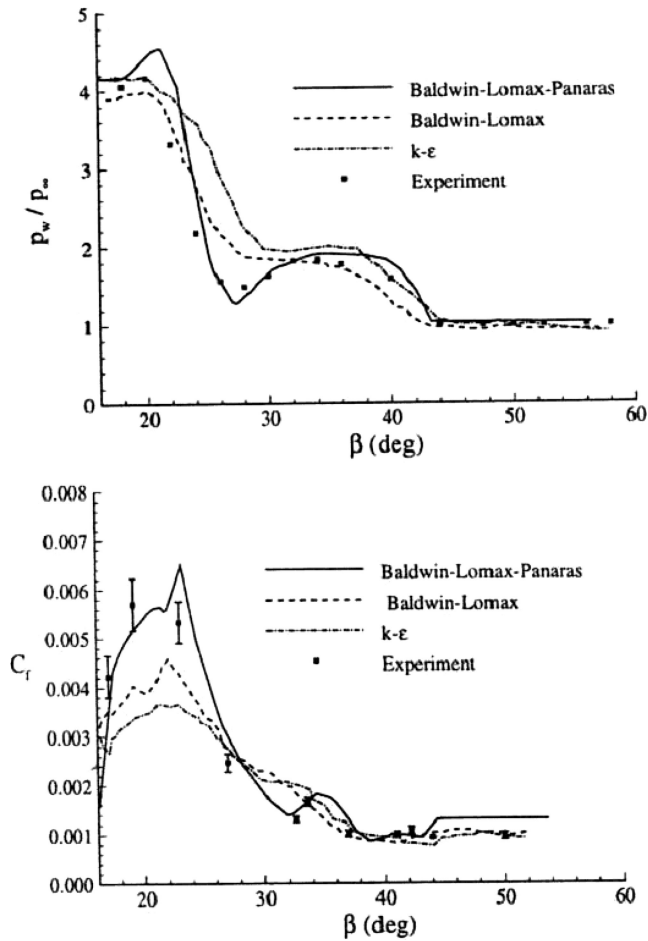 5
4
3
2
1
0
p_w / p_∞
Baldwin-Lomax-Panaras
Baldwin-Lomax
k-ε
Experiment
20
30
40
50
60
β (deg)
0.008
0.007
0.006
0.005
0.004
0.003
0.002
0.001
0.000
C_f
Baldwin-Lomax-Panaras
Baldwin-Lomax
k-ε
Experiment
20
30
40
50
60
β (deg)